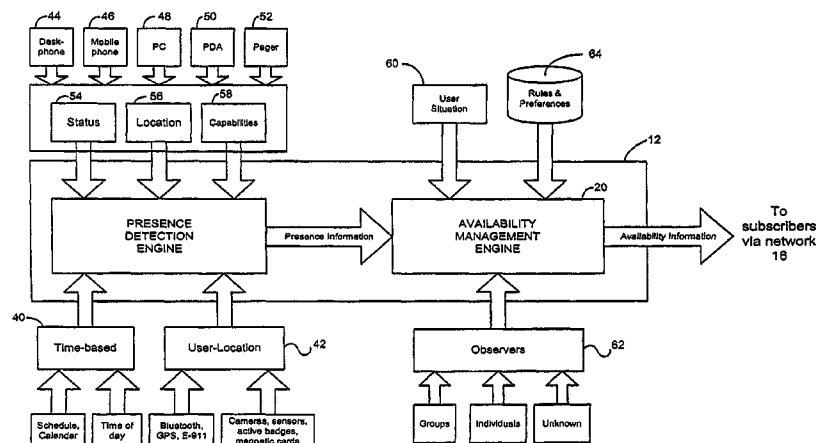 44
46
48
50
52
Desk-
phone
Mobile
phone
PC
PDA
Pager
60
64
User
Situation
Rules &
Preferences
54
56
58
Status
Location
Capabilities
12
20
PRESENCE
DETECTION
ENGINE
Presence Information
AVAILABILITY
MANAGEMENT
ENGINE
Availability Information
To
subscribers
via network
16
40
Time-based
User-Location
42
Observers
62
Schedule,
Calendar
Time of
day
Bluetooth,
GPS, E-911
Cameras, sensors,
active badges,
magnetic cards
Groups
Individuals
Unknown